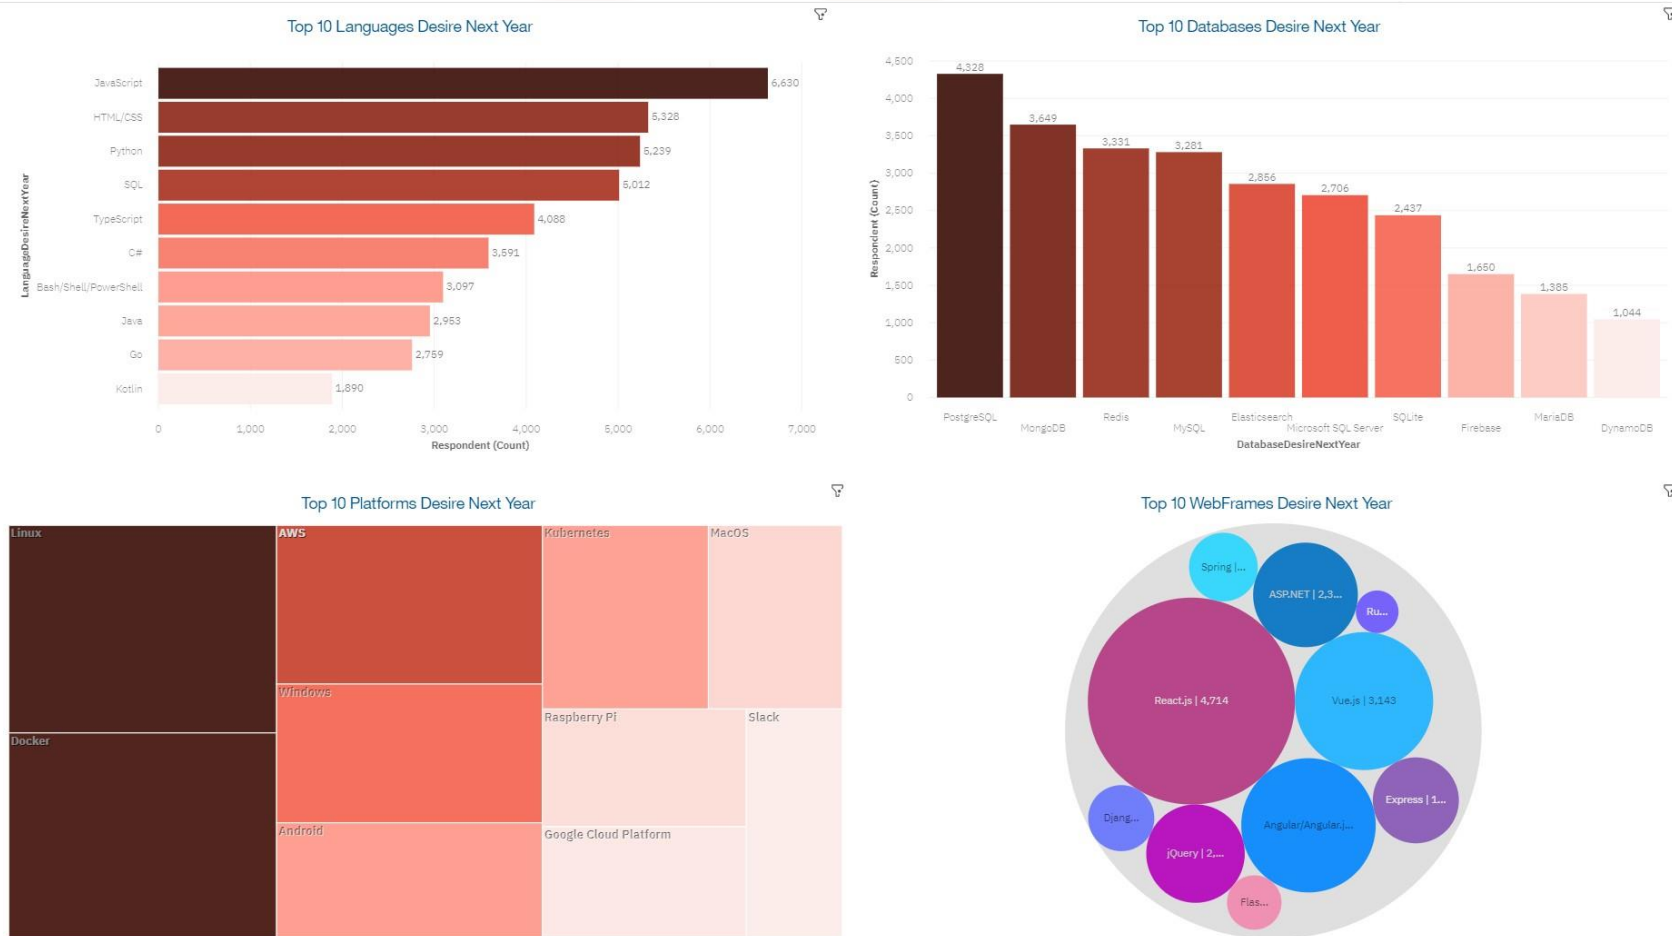 Top 10 Languages Desire Next Year
LanguageDesireNextYear
JavaScript
6,630
HTML/CSS
5,328
Python
5,239
SQL
5,012
TypeScript
4,088
C#
3,591
Bash/Shell/PowerShell
3,097
Java
2,953
Go
2,759
Kotlin
1,890
0 1,000 2,000 3,000 4,000 5,000 6,000 7,000
Respondent (Count)
Top 10 Databases Desire Next Year
Respondent (Count)
4,500
4,000
3,500
3,000
2,500
2,000
1,500
1,000
500
0
4,328
3,649
3,331
3,281
2,856
2,706
2,437
1,650
1,385
1,044
PostgreSQL
MongoDB
Redis
MySQL
Elasticsearch
Microsoft SQL Server
SQLite
Firebase
MariaDB
DynamoDB
DatabaseDesireNextYear
Top 10 Platforms Desire Next Year
Linux
Docker
AWS
Windows
Android
Kubernetes
MacOS
Raspberry Pi
Slack
Google Cloud Platform
Top 10 WebFrames Desire Next Year
Spring |...
ASP.NET | 2,3...
Ru...
React.js | 4,714
Vue.js | 3,143
Express | 1...
Djang...
Angular/Angular.j...
jQuery | 2,...
Flas...